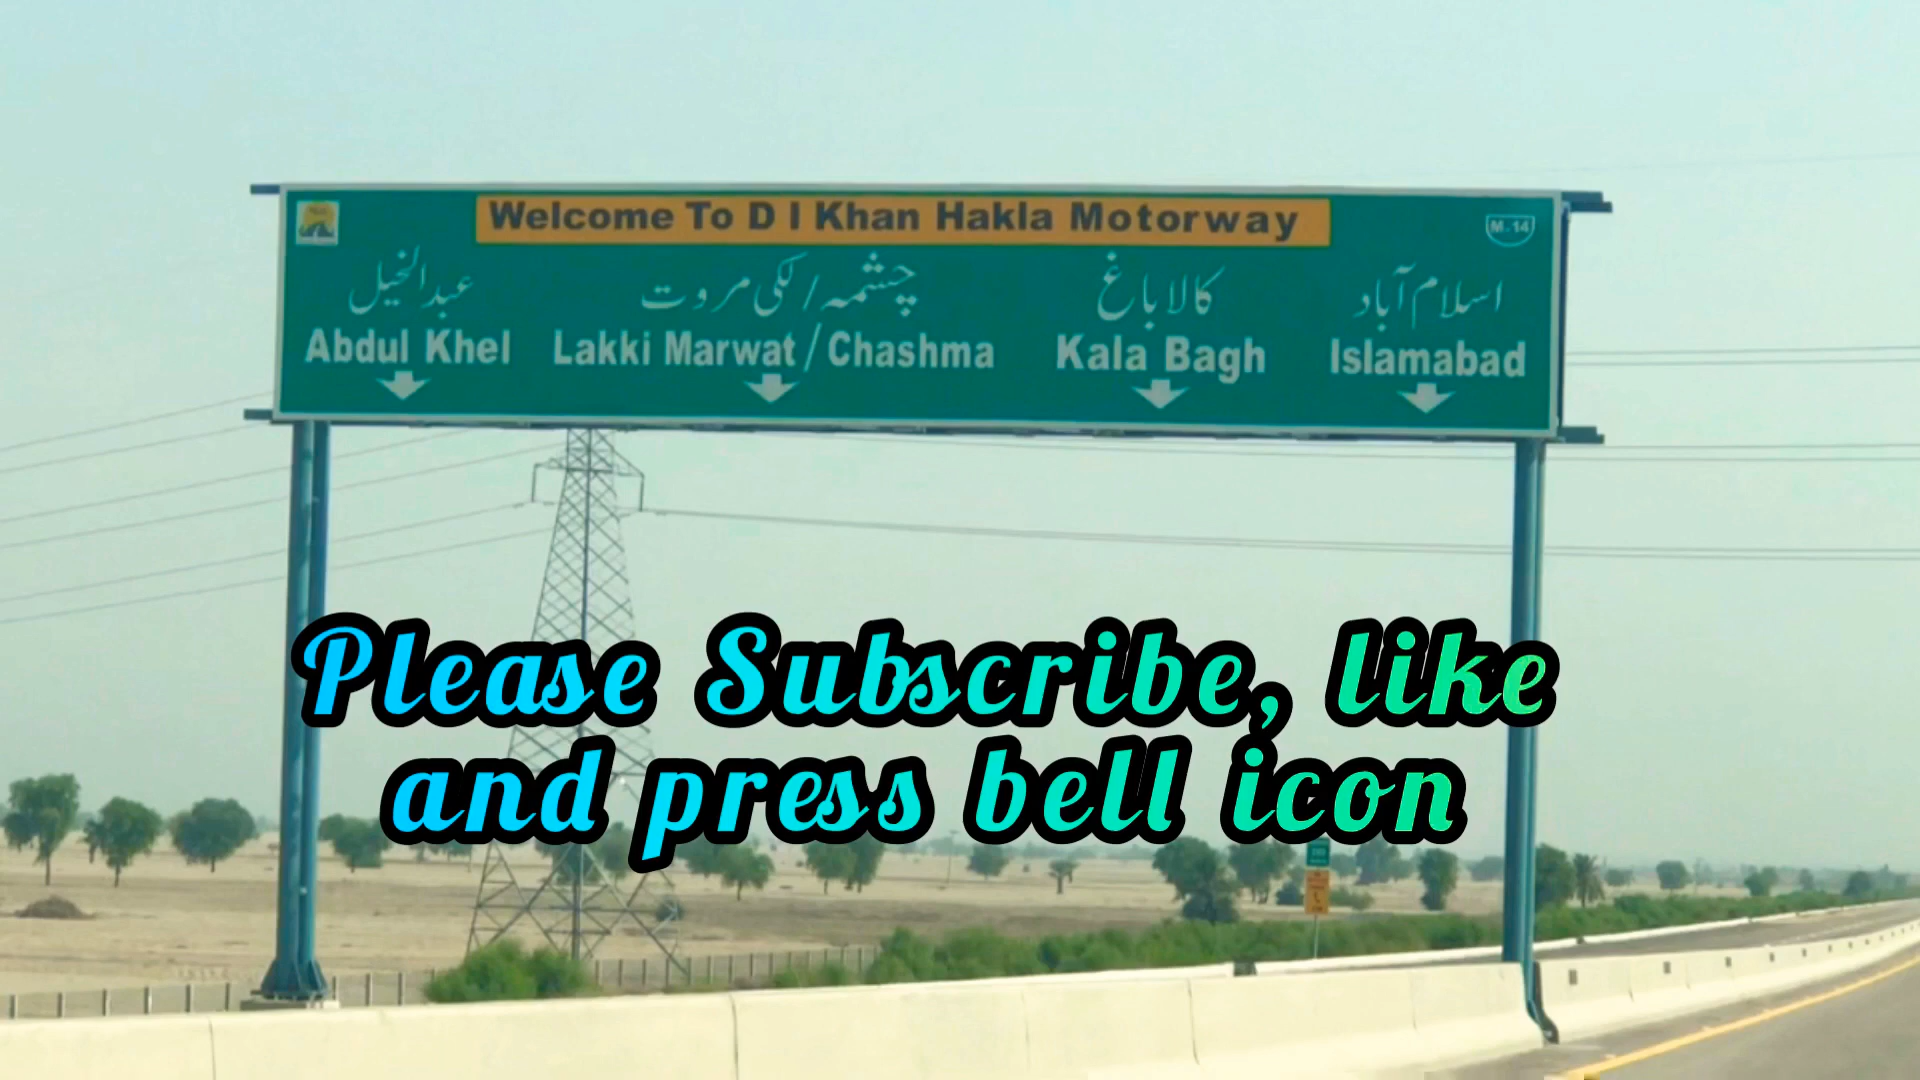 Welcome To D I Khan Hakla Motorway
M-14
عبدالخیل
چشمہ/لکی مروت
کالاباغ
اسلام آباد
Abdul Khel
Lakki Marwat / Chashma
Kala Bagh
Islamabad
Please Subscribe, like
and press bell icon